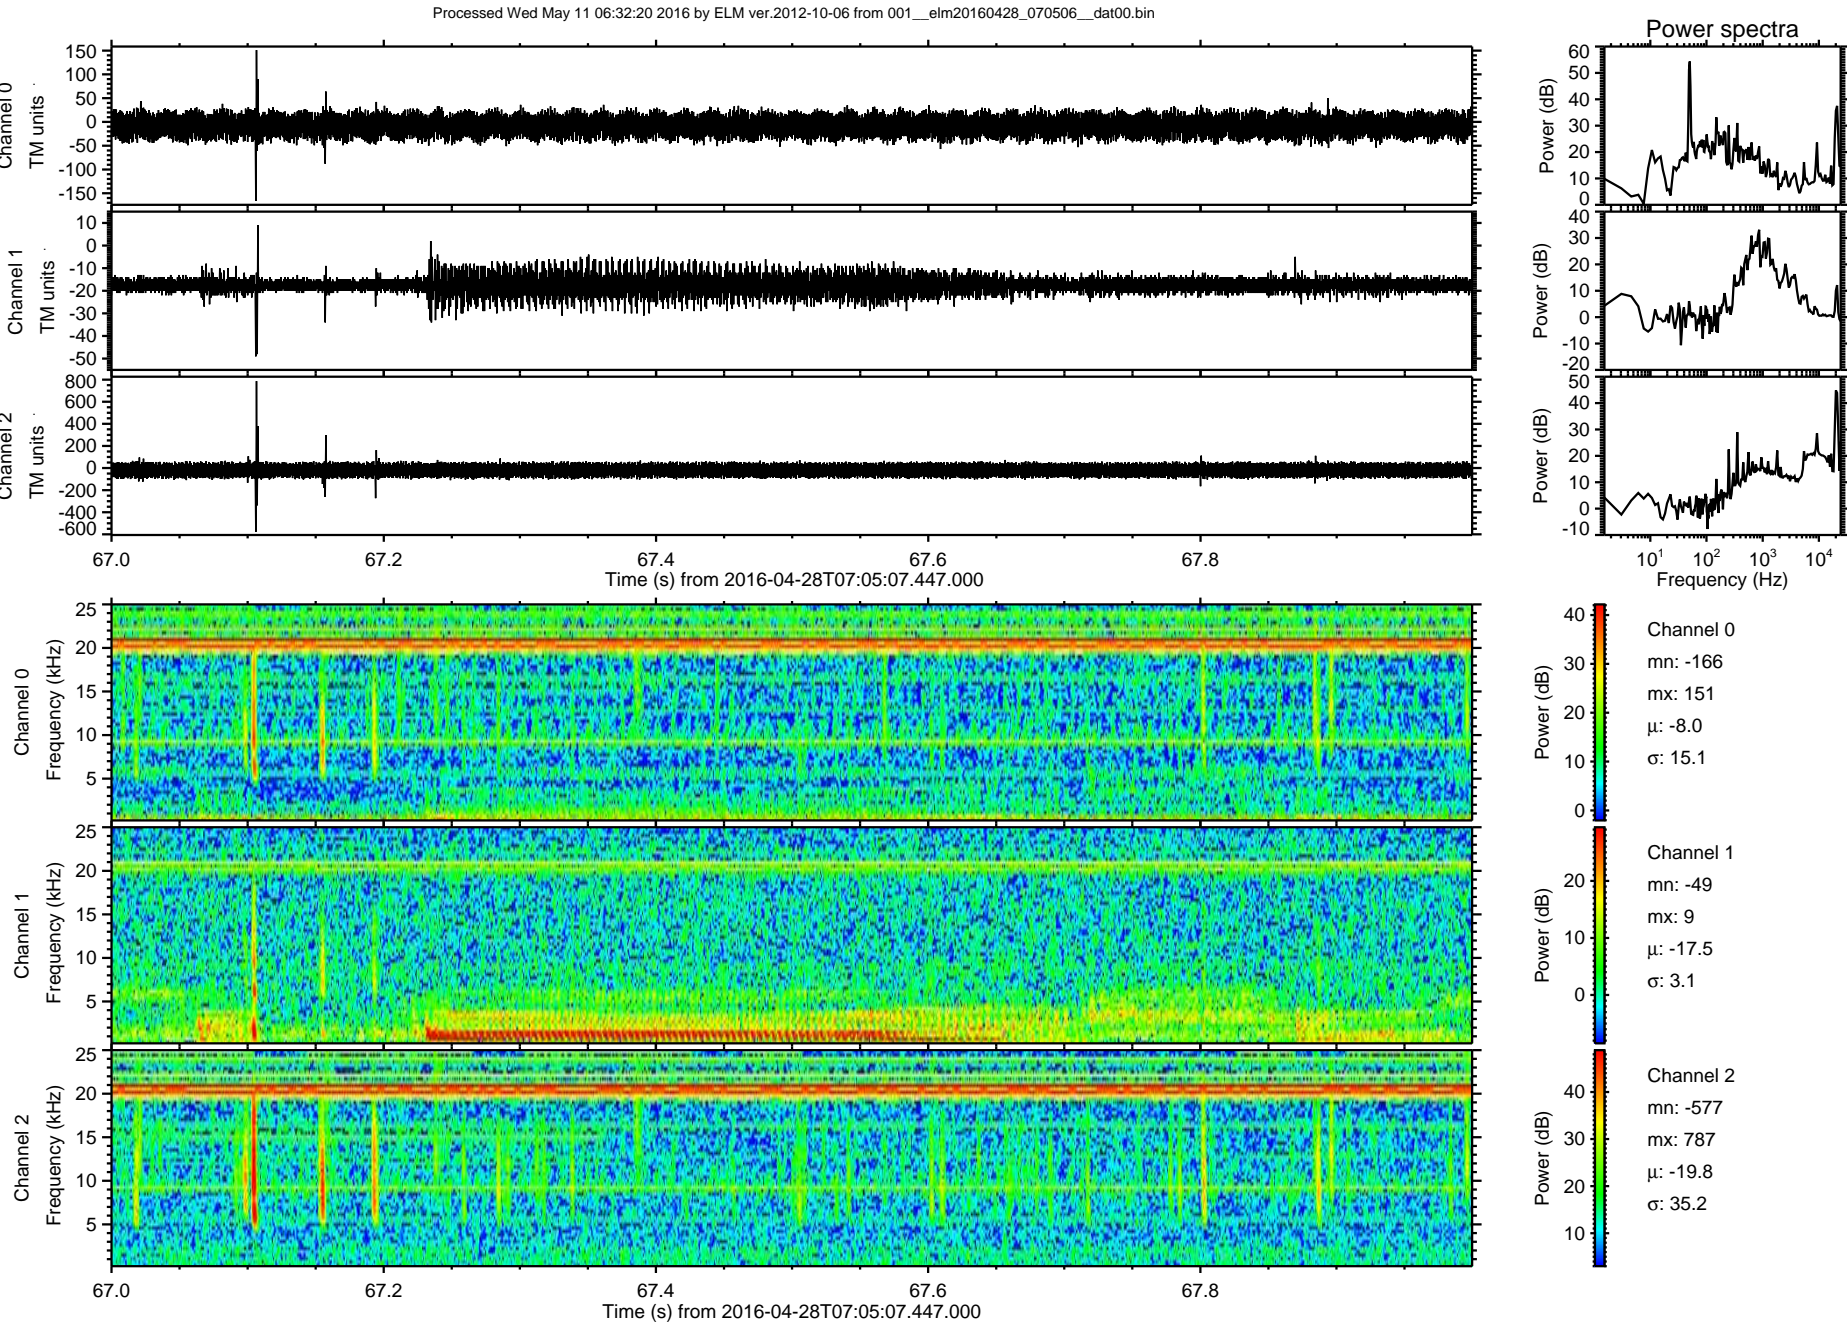 Processed Wed May 11 06:32:20 2016 by ELM ver.2012-10-06 from 001__elm20160428_070506__dat00.bin
Power spectra
Channel 0
TM units
150
100
50
0
-50
-100
-150
Power (dB)
60
50
40
30
20
10
0
Channel 1
TM units
10
0
-10
-20
-30
-40
-50
Power (dB)
40
30
20
10
0
-10
-20
Channel 2
TM units
800
600
400
200
0
-200
-400
-600
Power (dB)
50
40
30
20
10
0
-10
67.0 67.2 67.4 67.6 67.8
Time (s) from 2016-04-28T07:05:07.447.000
10¹ 10² 10³ 10⁴
Frequency (Hz)
Channel 0
Frequency (kHz)
25
20
15
10
5
Power (dB)
40
30
20
10
0
Channel 0
mn: -166
mx: 151
μ: -8.0
σ: 15.1
Channel 1
Frequency (kHz)
25
20
15
10
5
Power (dB)
20
10
0
Channel 1
mn: -49
mx: 9
μ: -17.5
σ: 3.1
Channel 2
Frequency (kHz)
25
20
15
10
5
Power (dB)
40
30
20
10
Channel 2
mn: -577
mx: 787
μ: -19.8
σ: 35.2
67.0 67.2 67.4 67.6 67.8
Time (s) from 2016-04-28T07:05:07.447.000